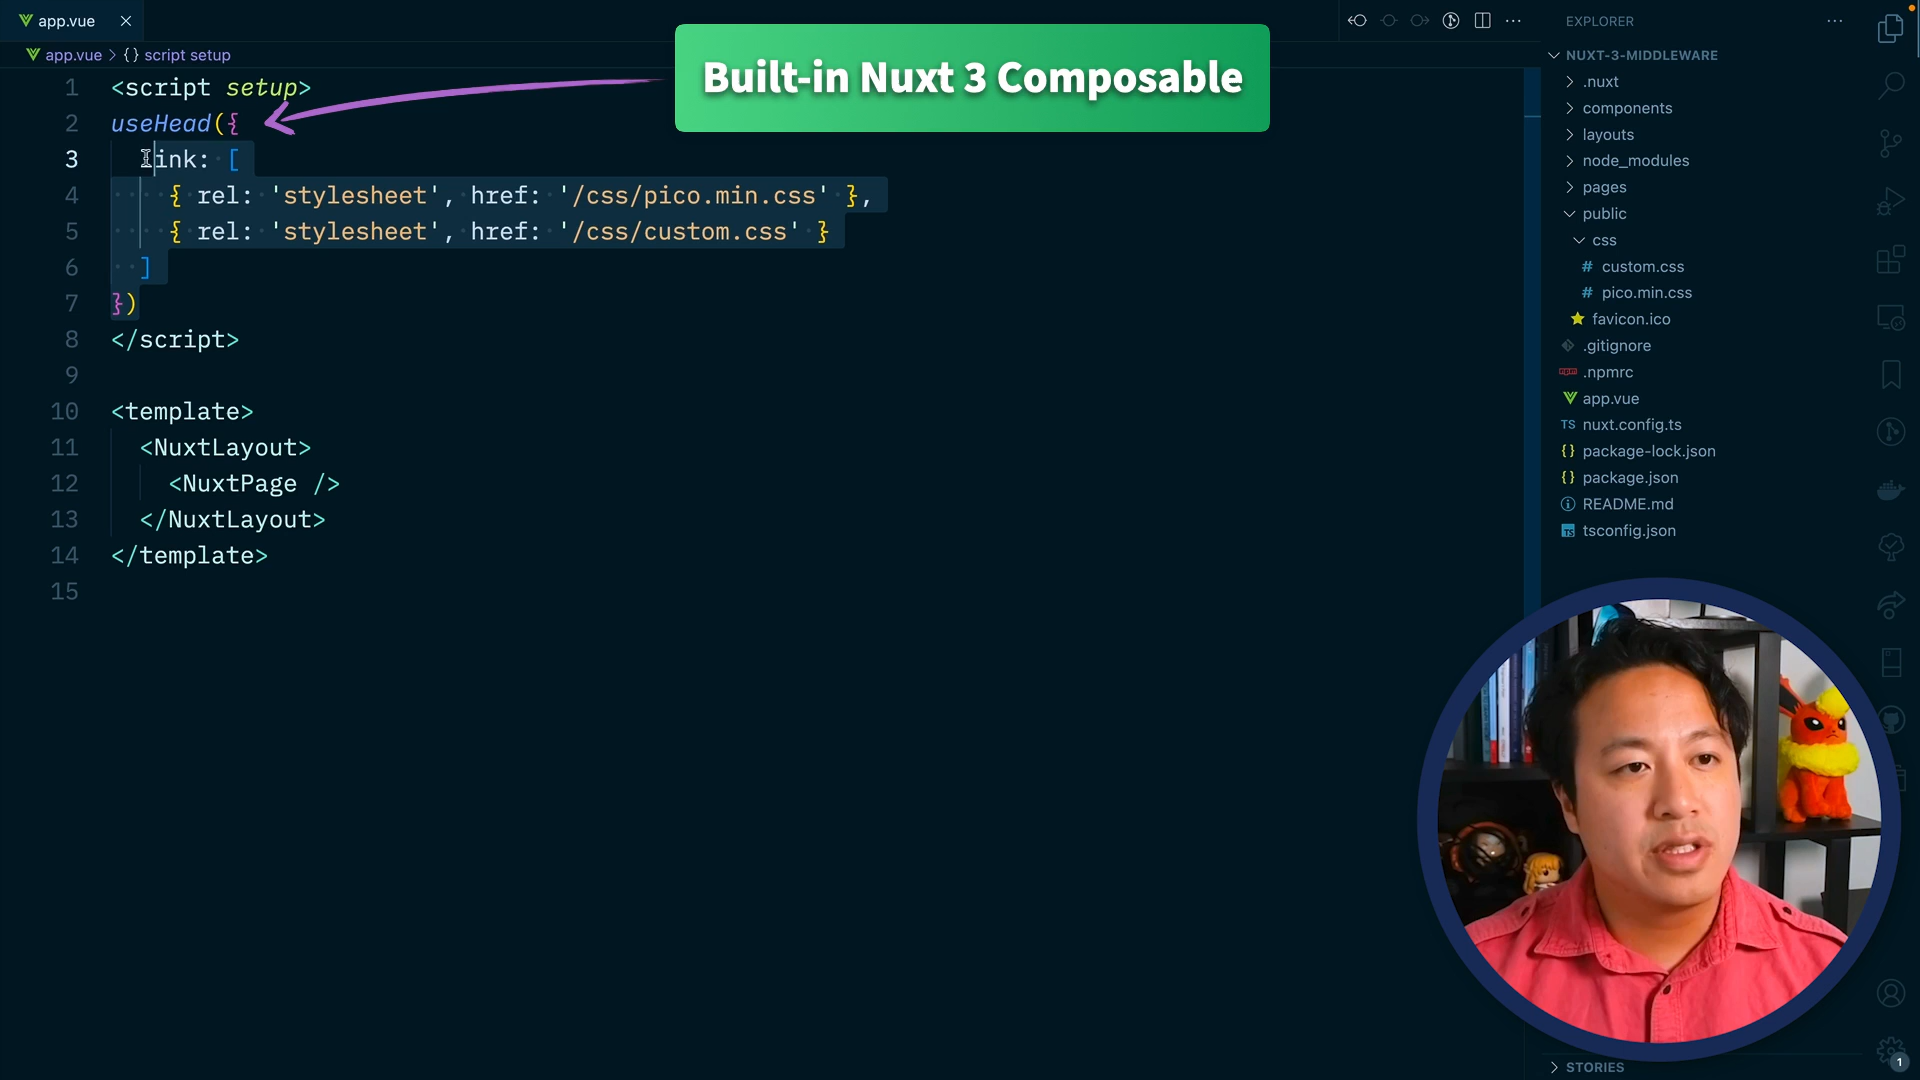 app.vue
app.vue > {} script setup
Built-in Nuxt 3 Composable
1 <script setup>
2 useHead({
3 link: [
4 { rel: 'stylesheet', href: '/css/pico.min.css' },
5 { rel: 'stylesheet', href: '/css/custom.css' }
6 ]
7 })
8 </script>
9
10 <template>
11 <NuxtLayout>
12 <NuxtPage />
13 </NuxtLayout>
14 </template>
15
EXPLORER
NUXT-3-MIDDLEWARE
.nuxt
components
layouts
node_modules
pages
public
css
# custom.css
# pico.min.css
favicon.ico
.gitignore
npm .npmrc
app.vue
TS nuxt.config.ts
{} package-lock.json
{} package.json
README.md
TS tsconfig.json
STORIES
1